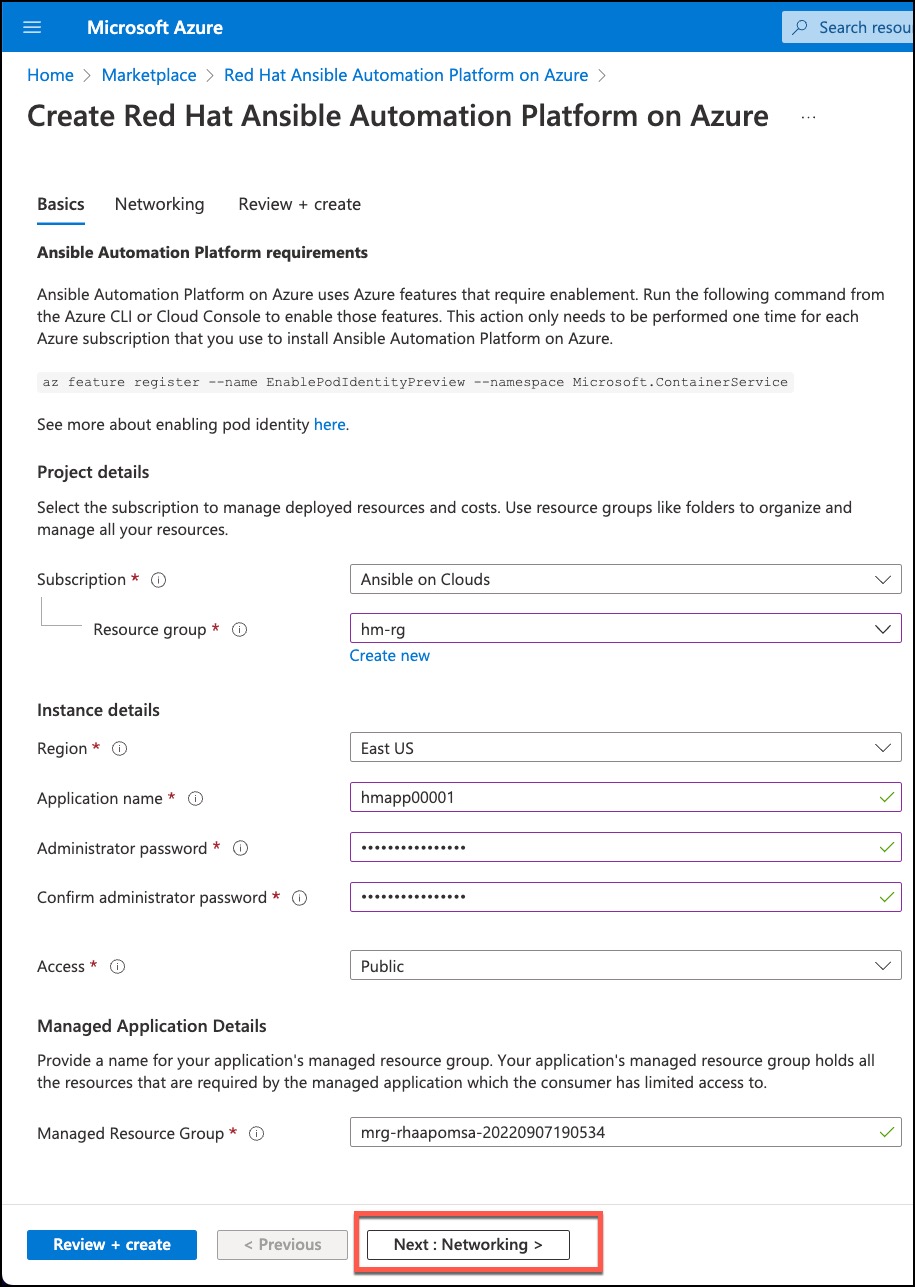 Microsoft Azure
Search resou
Home > Marketplace > Red Hat Ansible Automation Platform on Azure >
Create Red Hat Ansible Automation Platform on Azure ...
Basics Networking Review + create
Ansible Automation Platform requirements
Ansible Automation Platform on Azure uses Azure features that require enablement. Run the following command from
the Azure CLI or Cloud Console to enable those features. This action only needs to be performed one time for each
Azure subscription that you use to install Ansible Automation Platform on Azure.
az feature register --name EnablePodIdentityPreview --namespace Microsoft.ContainerService
See more about enabling pod identity here.
Project details
Select the subscription to manage deployed resources and costs. Use resource groups like folders to organize and
manage all your resources.
Subscription * Ansible on Clouds
Resource group * hm-rg
Create new
Instance details
Region * East US
Application name * hmapp00001
Administrator password * ••••••••••••••••
Confirm administrator password * ••••••••••••••••
Access * Public
Managed Application Details
Provide a name for your application's managed resource group. Your application's managed resource group holds all
the resources that are required by the managed application which the consumer has limited access to.
Managed Resource Group * mrg-rhaapomsa-20220907190534
Review + create < Previous Next : Networking >